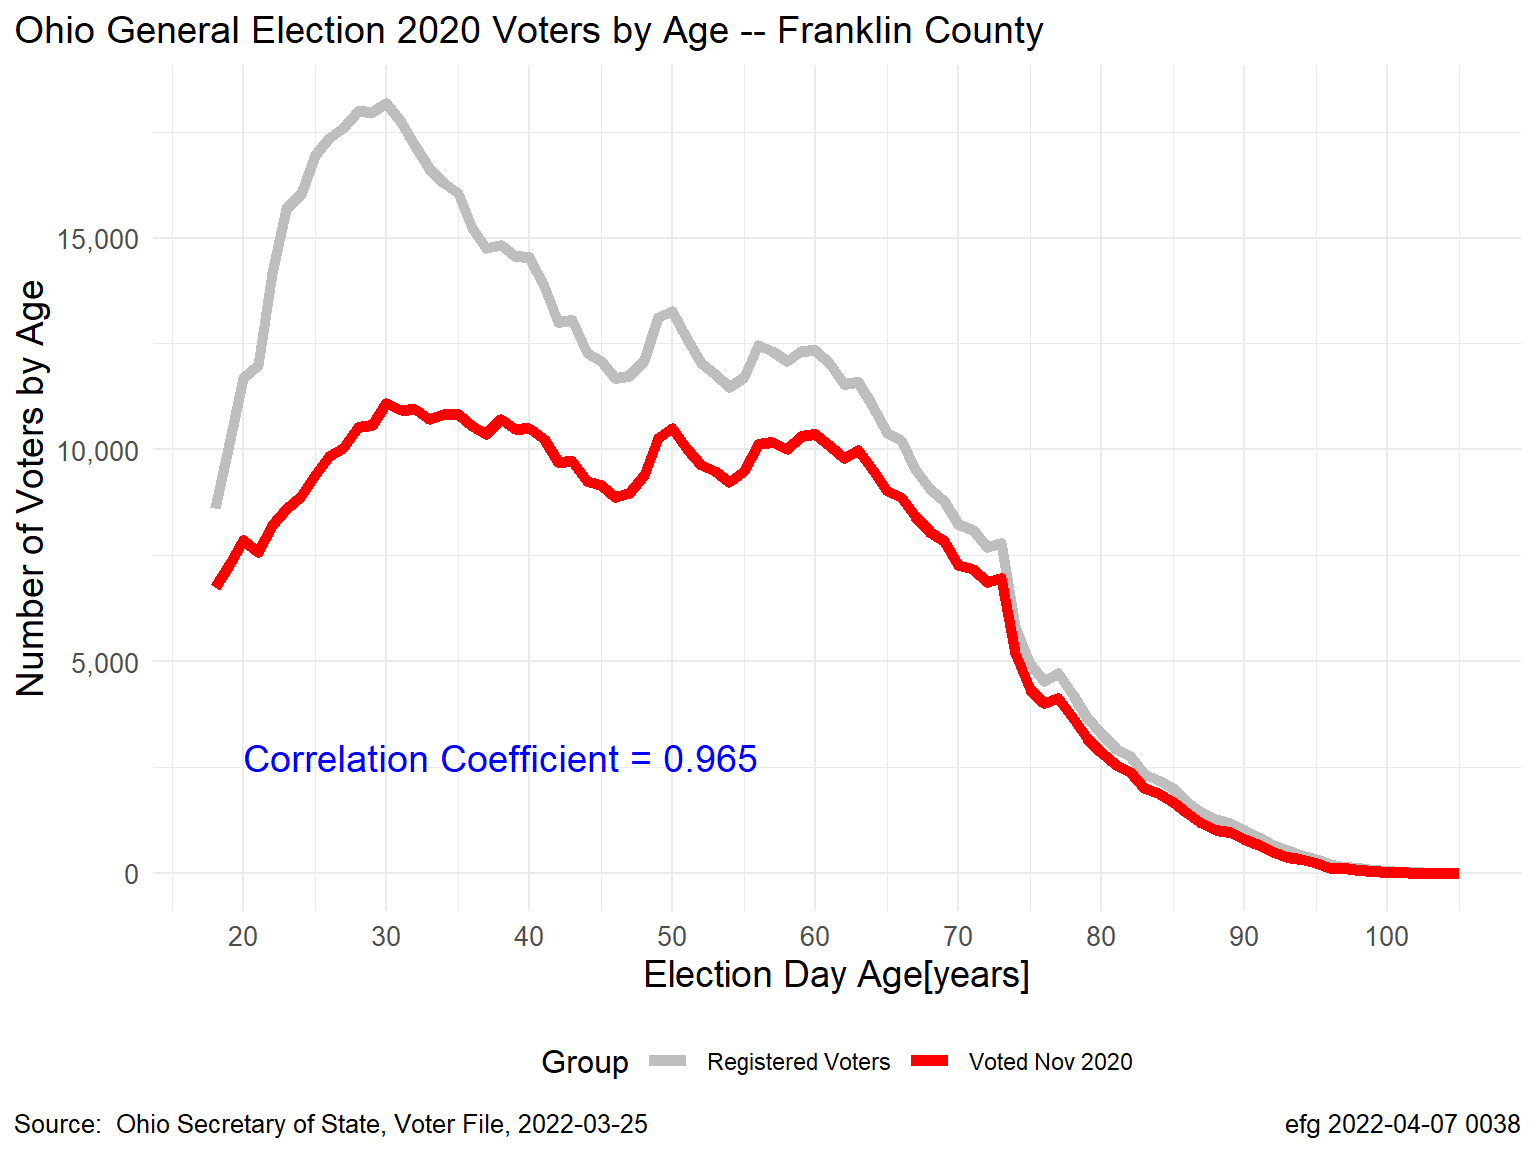 Ohio General Election 2020 Voters by Age -- Franklin County
Number of Voters by Age
15,000
10,000
5,000
0
Correlation Coefficient = 0.965
20 30 40 50 60 70 80 90 100
Election Day Age[years]
Group Registered Voters Voted Nov 2020
Source:  Ohio Secretary of State, Voter File, 2022-03-25
efg 2022-04-07 0038